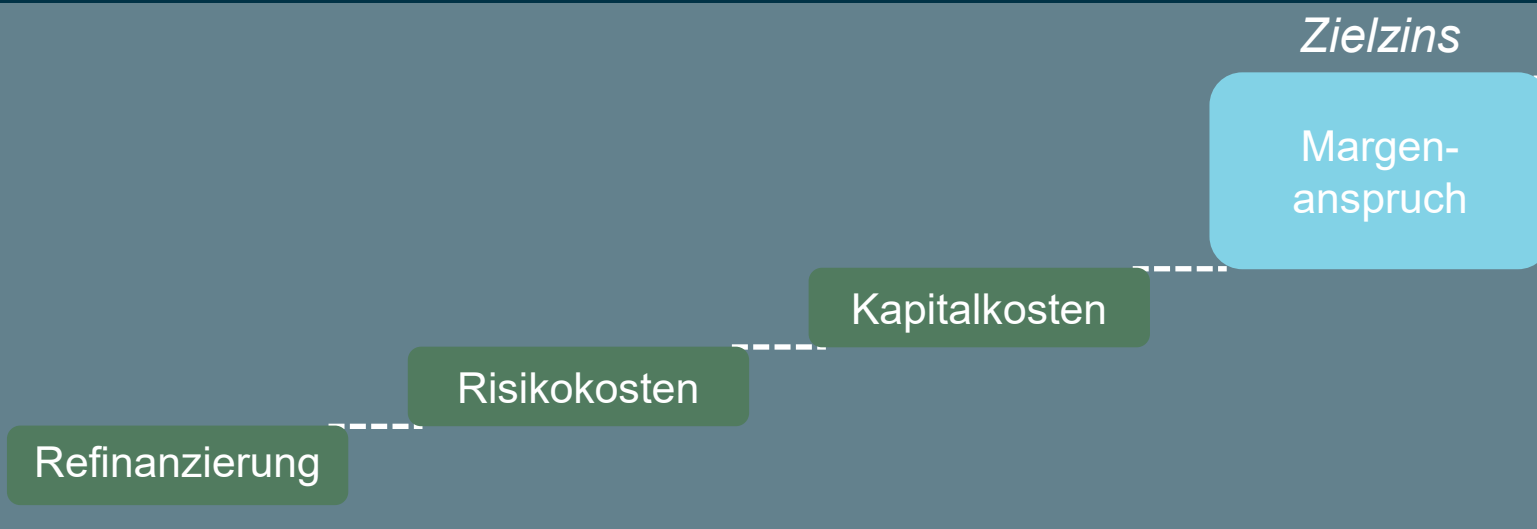 Zielzins
Margen-
anspruch
Kapitalkosten
Risikokosten
Refinanzierung